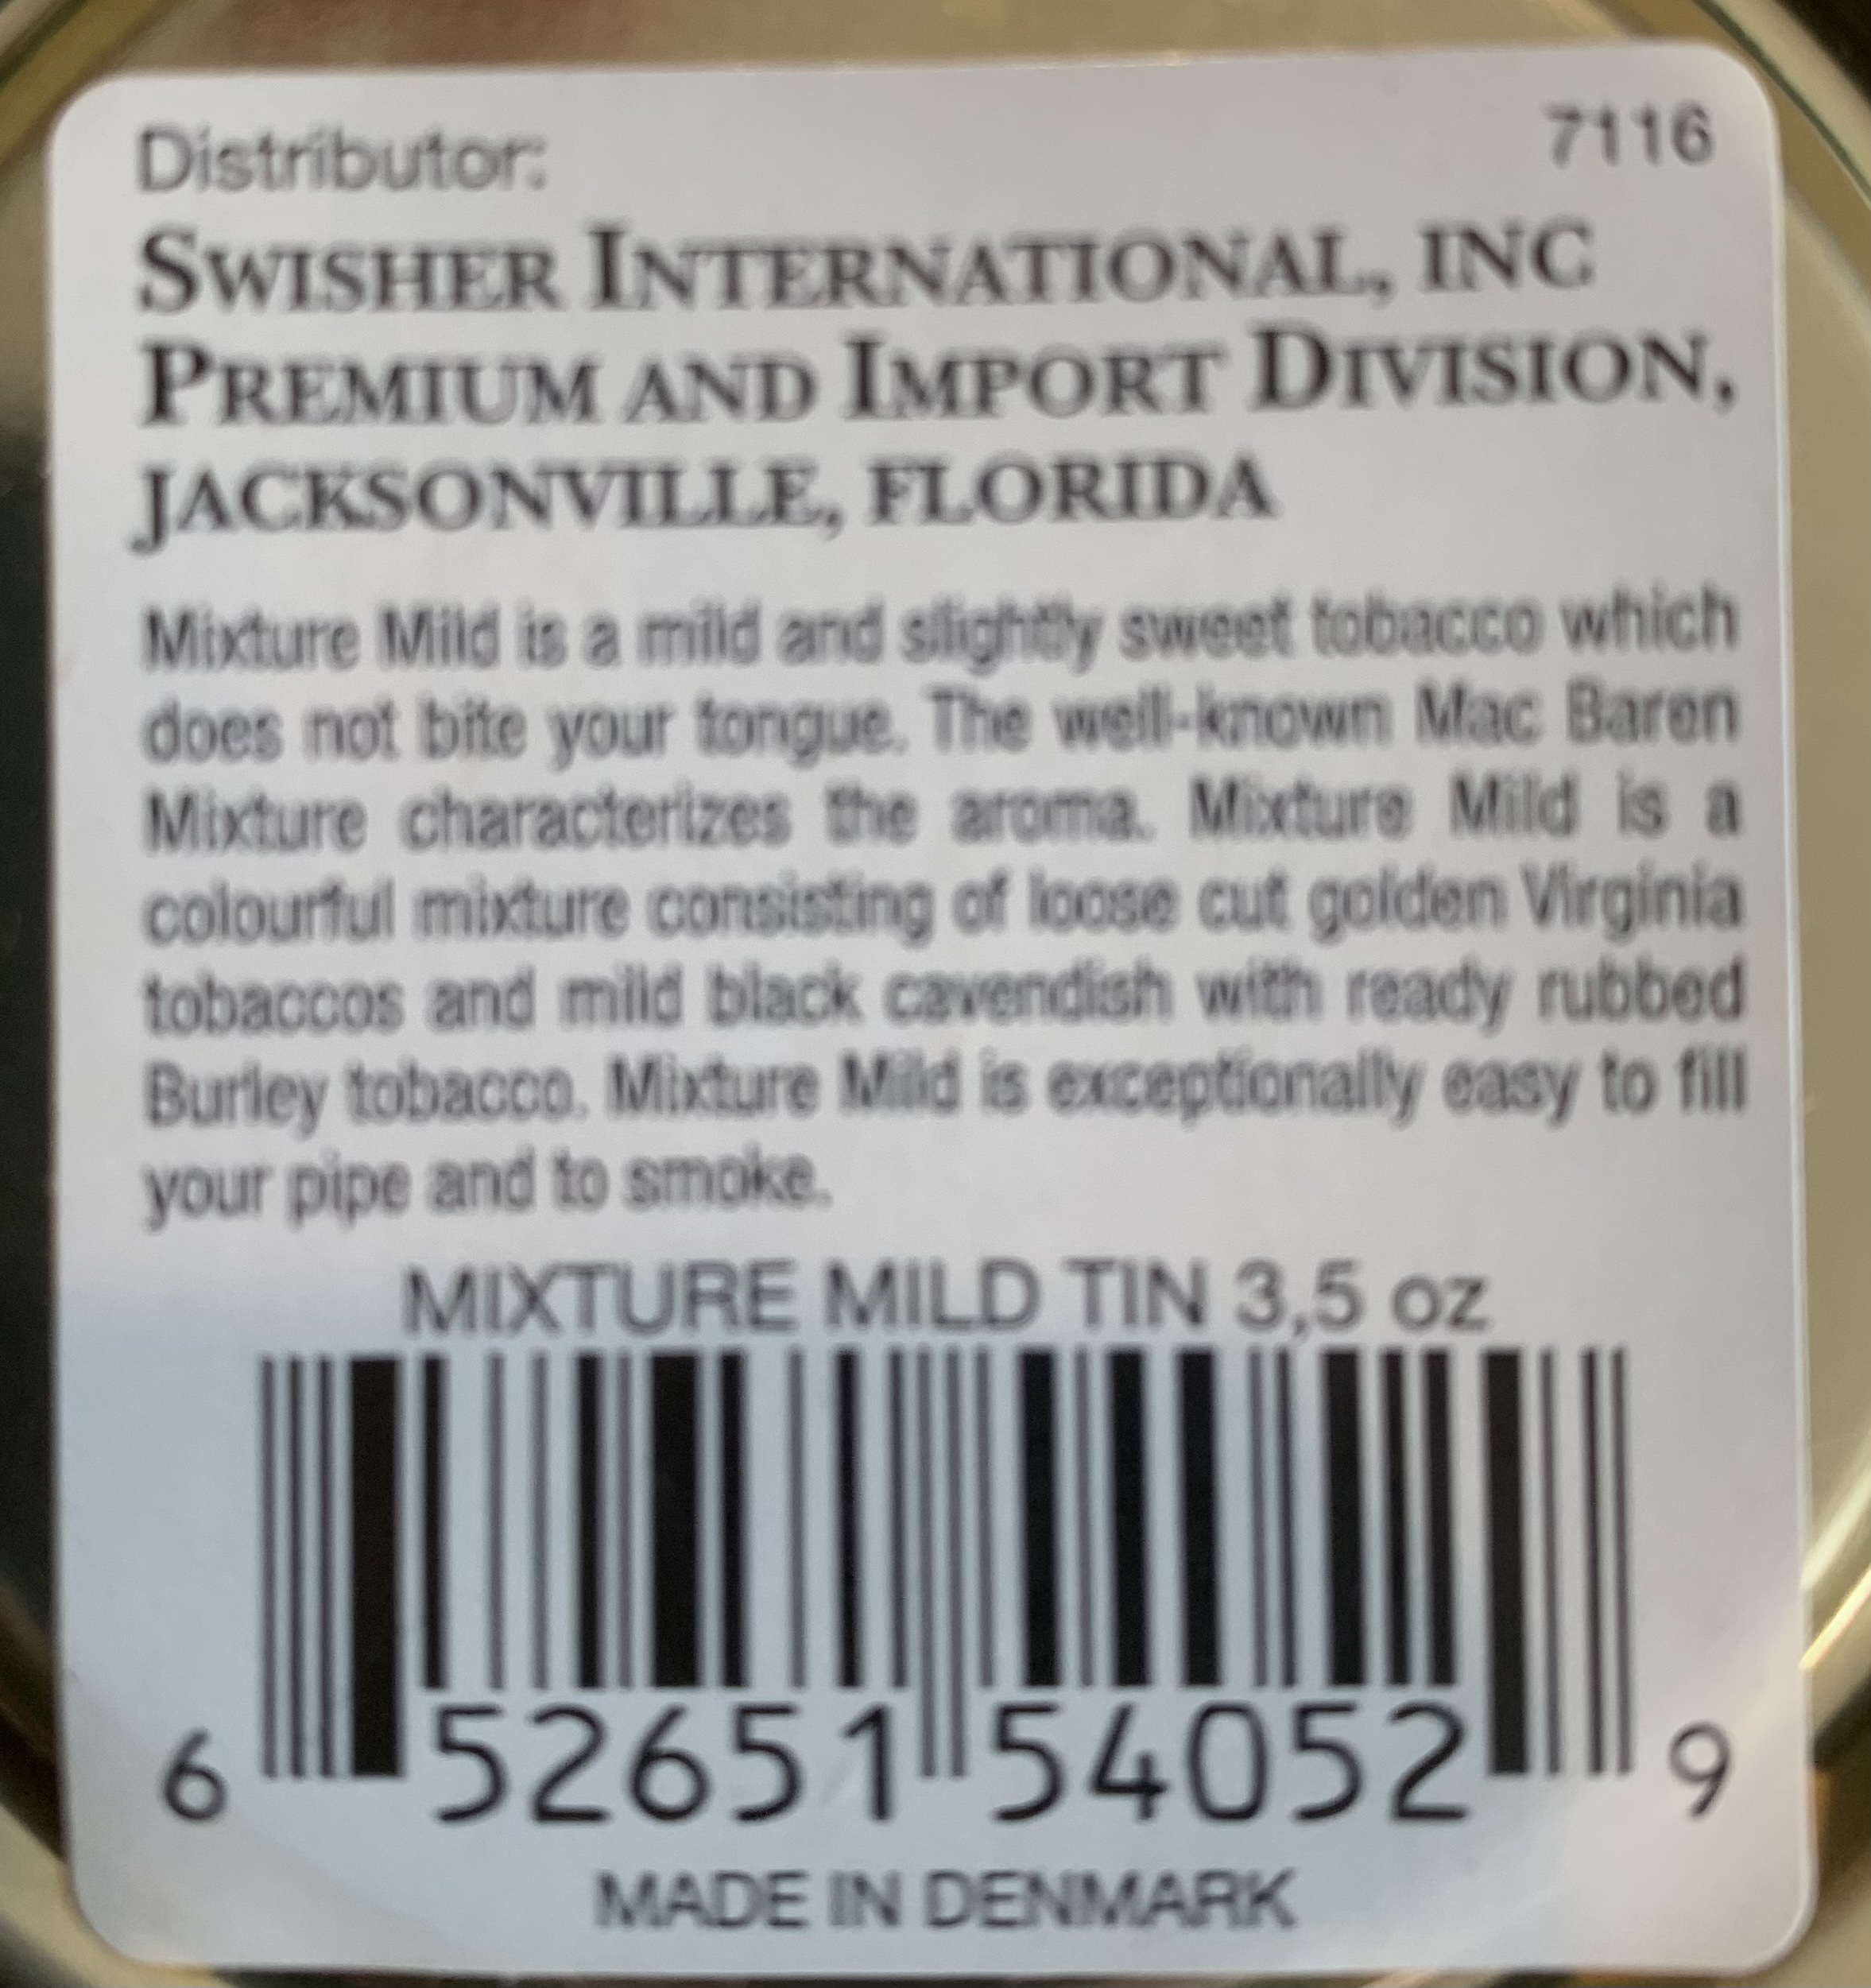 Distributor: 7116
SWISHER INTERNATIONAL, INC
PREMIUM AND IMPORT DIVISION,
JACKSONVILLE, FLORIDA
Mixture Mild is a mild and slightly sweet tobacco which
does not bite your tongue. The well-known Mac Baren
Mixture characterizes the aroma. Mixture Mild is a
colourful mixture consisting of loose cut golden Virginia
tobaccos and mild black cavendish with ready rubbed
Burley tobacco. Mixture Mild is exceptionally easy to fill
your pipe and to smoke.
MIXTURE MILD TIN 3,5 oz
6 52651 54052 9
MADE IN DENMARK